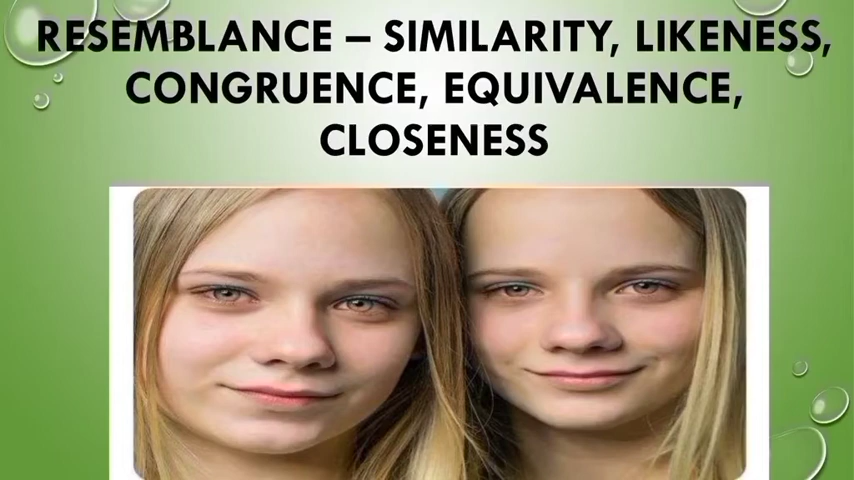 RESEMBLANCE – SIMILARITY, LIKENESS,
CONGRUENCE, EQUIVALENCE,
CLOSENESS